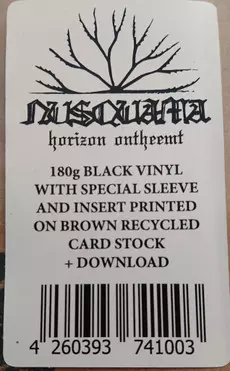 NUSQUAMA
horizon ontheemt
180g BLACK VINYL
WITH SPECIAL SLEEVE
AND INSERT PRINTED
ON BROWN RECYCLED
CARD STOCK
+ DOWNLOAD
4 260393 741003